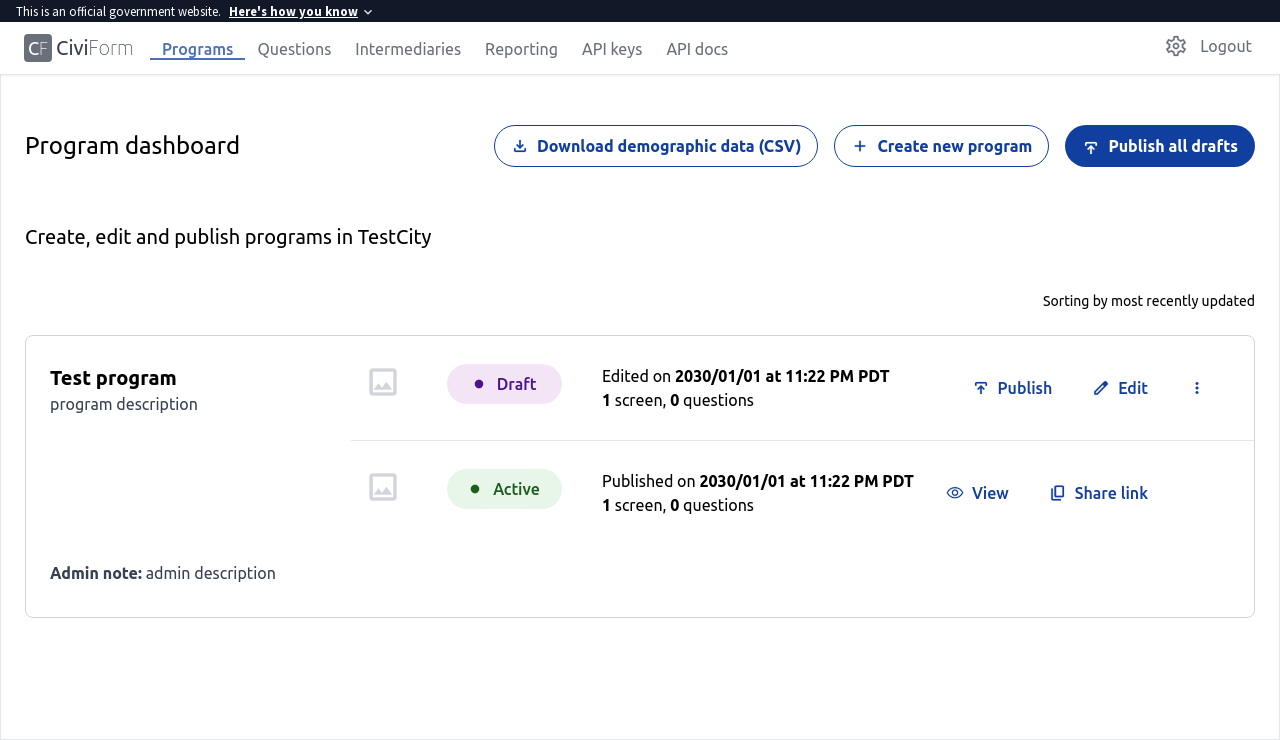 This is an official government website. Here's how you know
CF CiviForm Programs Questions Intermediaries Reporting API keys API docs Logout
Program dashboard Download demographic data (CSV) Create new program Publish all drafts
Create, edit and publish programs in TestCity
Sorting by most recently updated
Test program
program description
Draft
Edited on 2030/01/01 at 11:22 PM PDT
1 screen, 0 questions
Publish Edit
Active
Published on 2030/01/01 at 11:22 PM PDT
1 screen, 0 questions
View Share link
Admin note: admin description